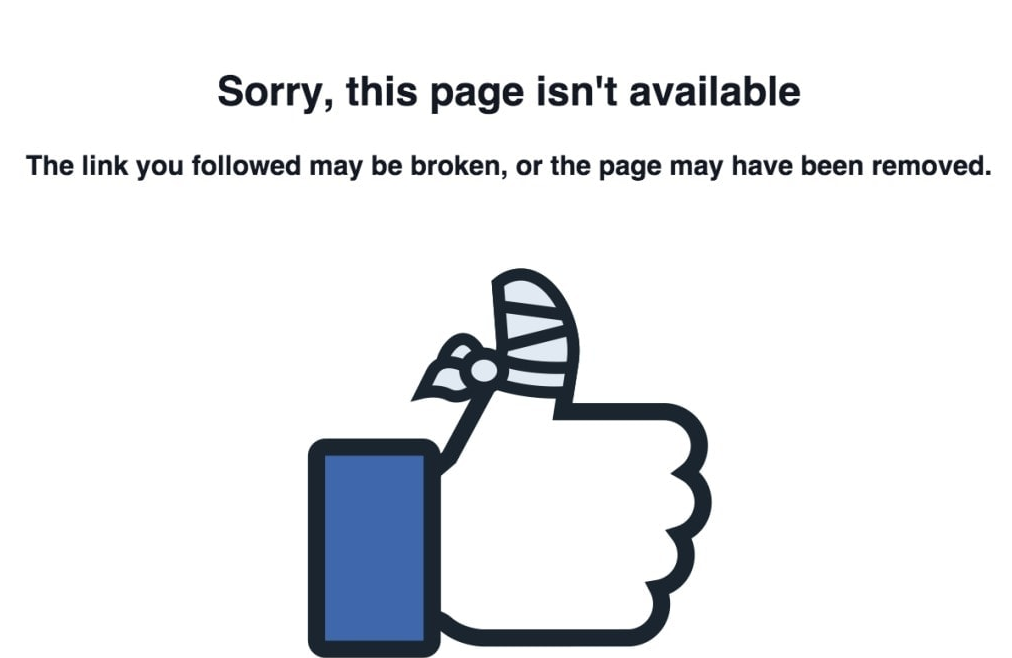 Sorry, this page isn't available
The link you followed may be broken, or the page may have been removed.